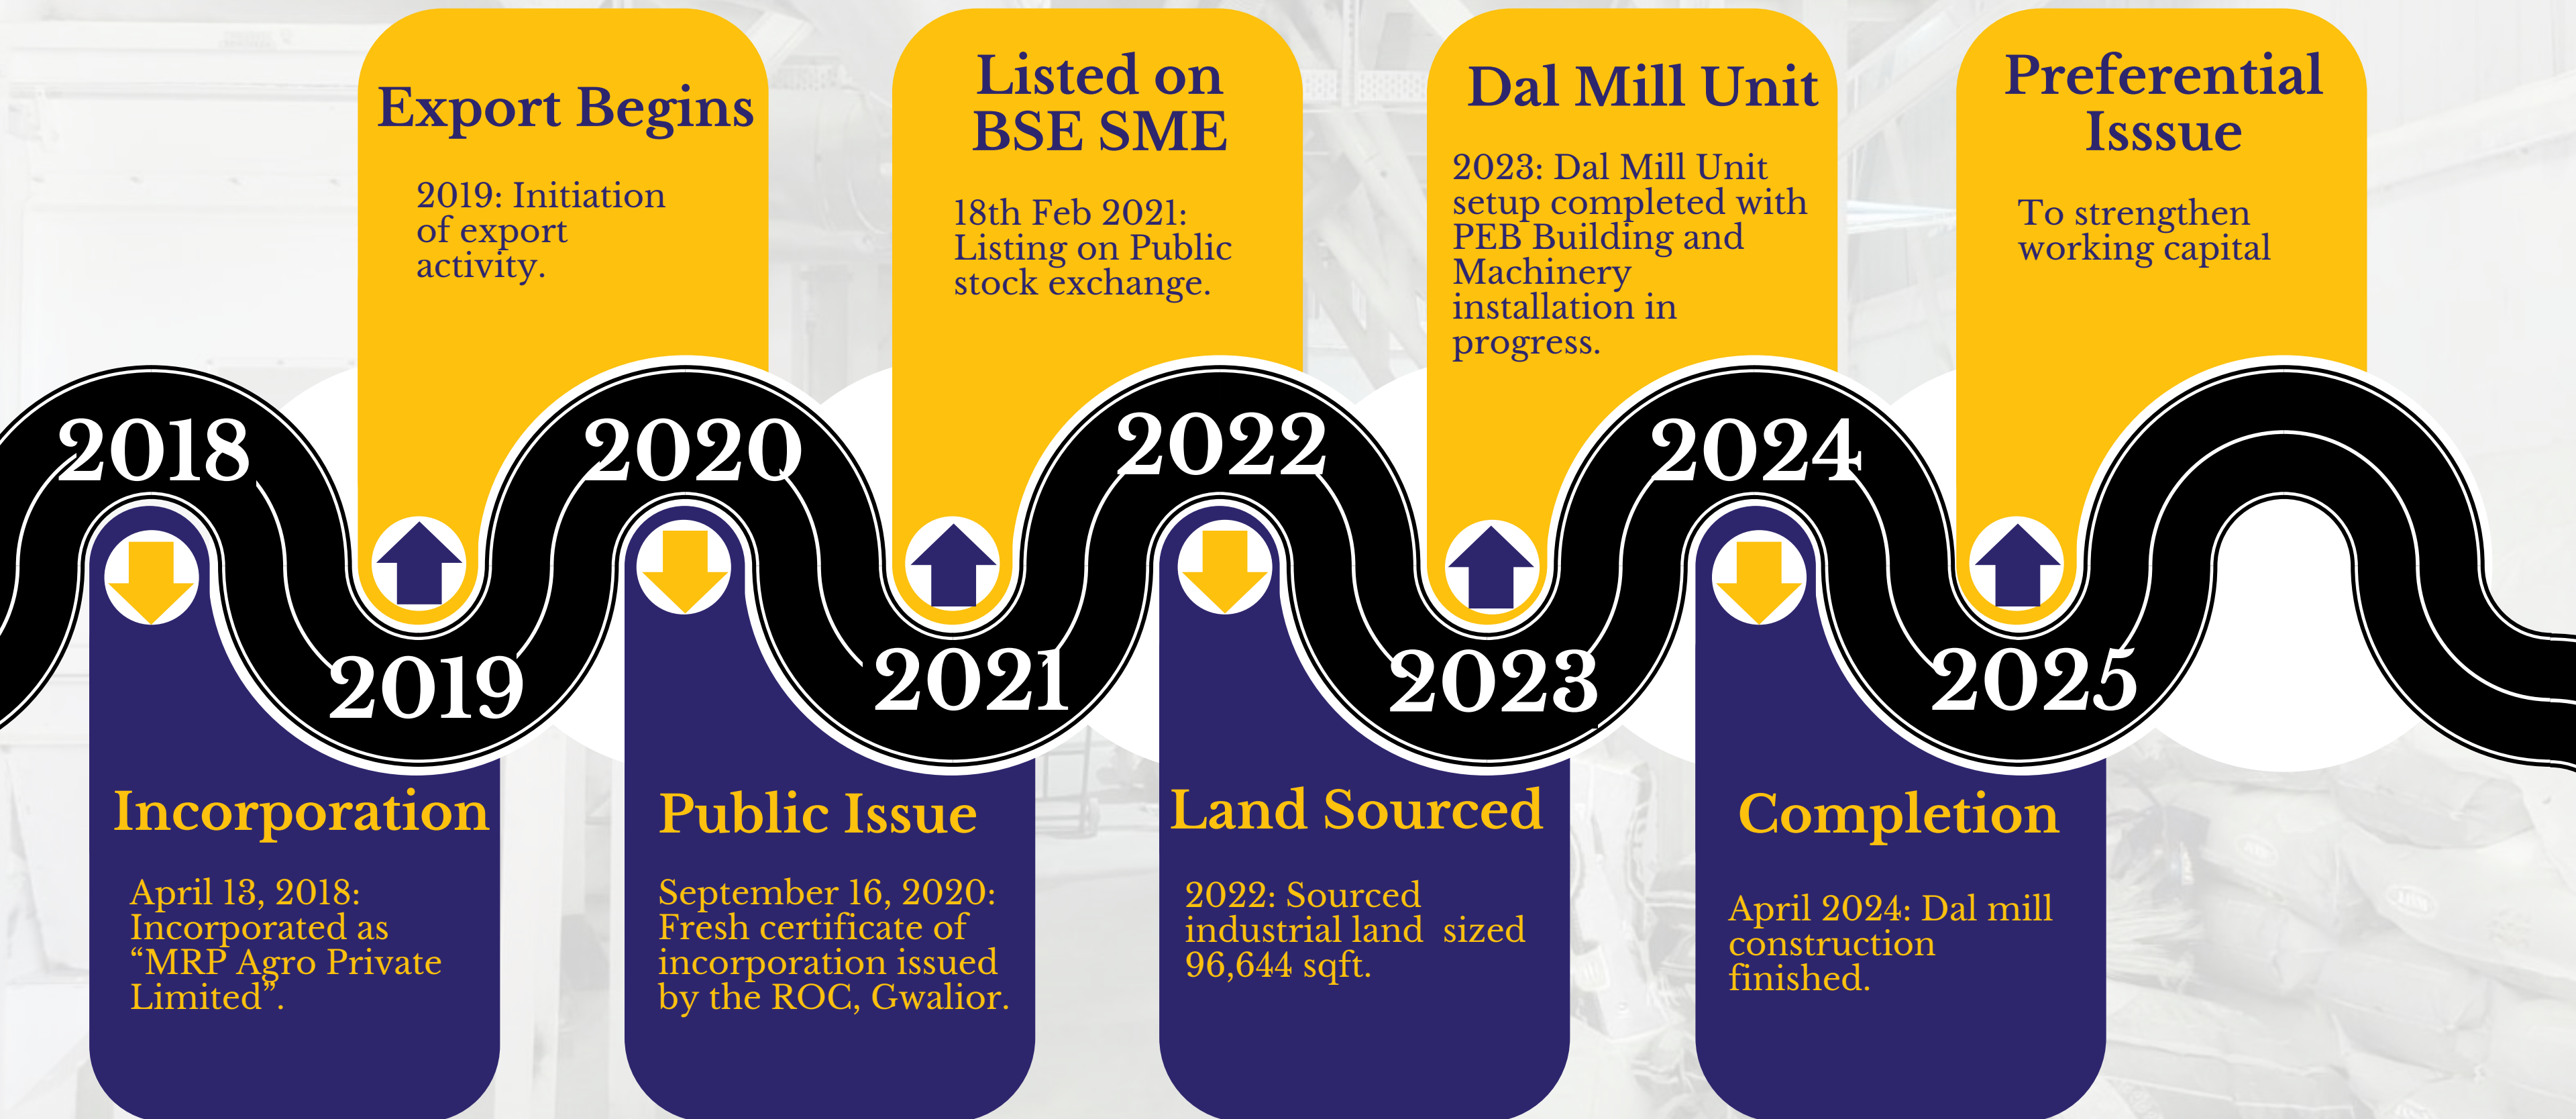 2018
Incorporation
April 13, 2018:
Incorporated as
“MRP Agro Private
Limited”.
Export Begins
2019: Initiation
of export
activity.
2019
2020
Public Issue
September 16, 2020:
Fresh certificate of
incorporation issued
by the ROC, Gwalior.
Listed on
BSE SME
18th Feb 2021:
Listing on Public
stock exchange.
2021
2022
Land Sourced
2022: Sourced
industrial land sized
96,644 sqft.
Dal Mill Unit
2023: Dal Mill Unit
setup completed with
PEB Building and
Machinery
installation in
progress.
2023
2024
Completion
April 2024: Dal mill
construction
finished.
Preferential
Isssue
To strengthen
working capital
2025